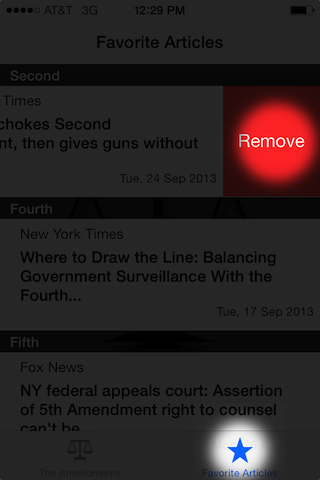 AT&T 3G 12:29 PM
Favorite Articles
Second
Times
chokes Second
nt, then gives guns without
Tue, 24 Sep 2013
Remove
Fourth
New York Times
Where to Draw the Line: Balancing
Government Surveillance With the
Fourth...
Tue, 17 Sep 2013
Fifth
Fox News
NY federal appeals court: Assertion
of 5th Amendment right to counsel
can't be
The Amendments Favorite Articles